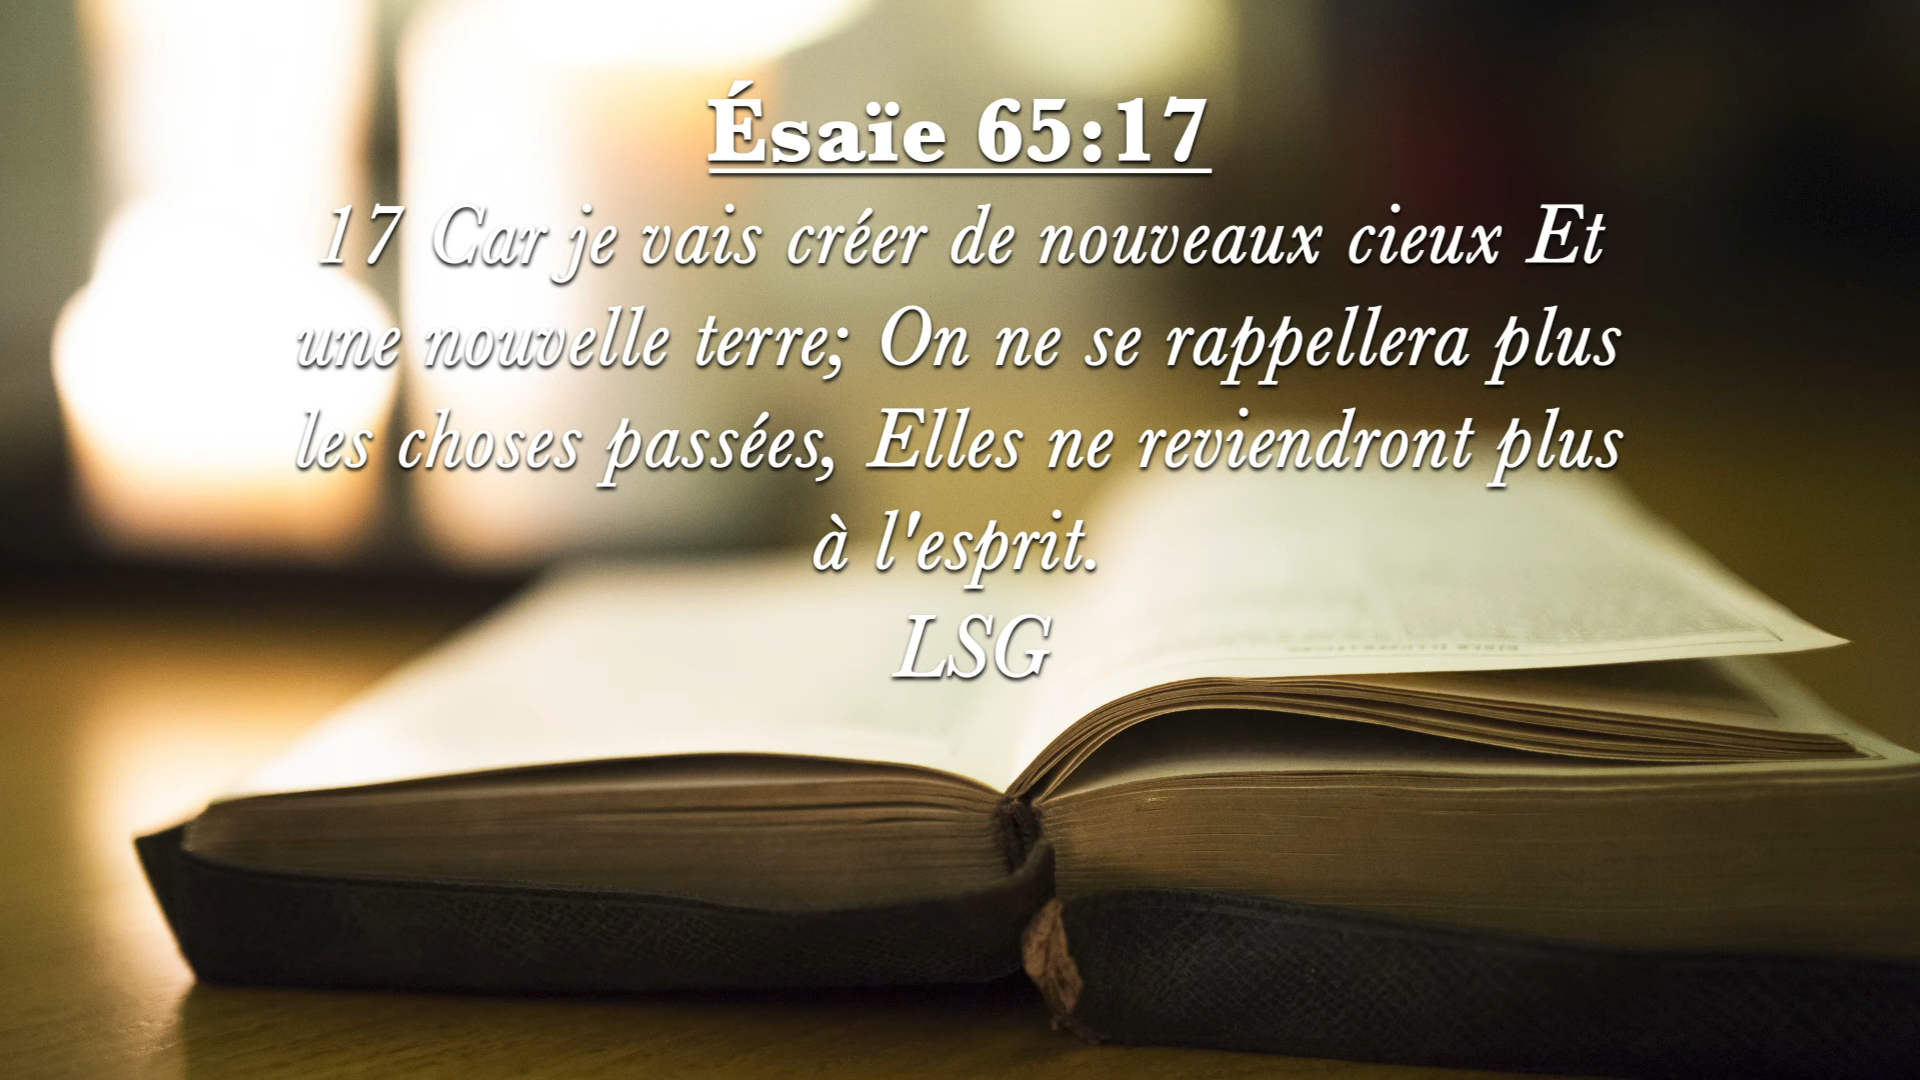 Ésaïe 65:17
17 Car je vais créer de nouveaux cieux Et
une nouvelle terre; On ne se rappellera plus
les choses passées, Elles ne reviendront plus
à l'esprit.
LSG